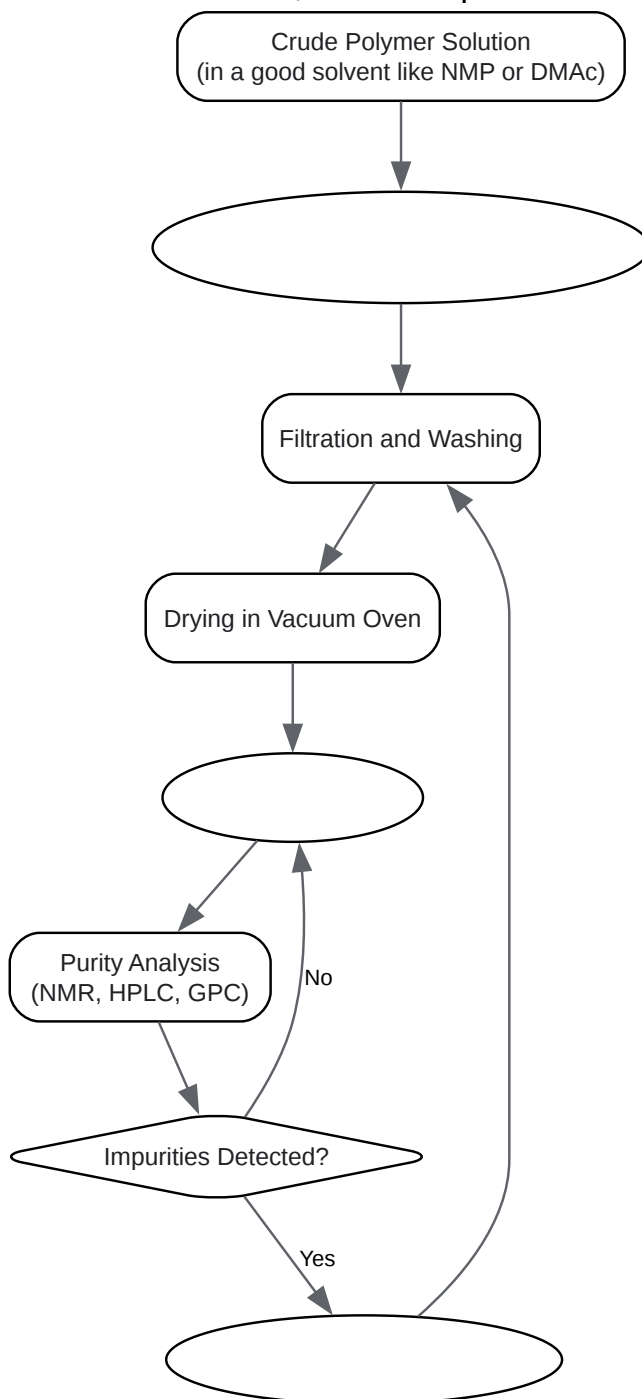 Crude Polymer Solution
(in a good solvent like NMP or DMAc)
Filtration and Washing
Drying in Vacuum Oven
Purity Analysis
(NMR, HPLC, GPC)
No
Impurities Detected?
Yes